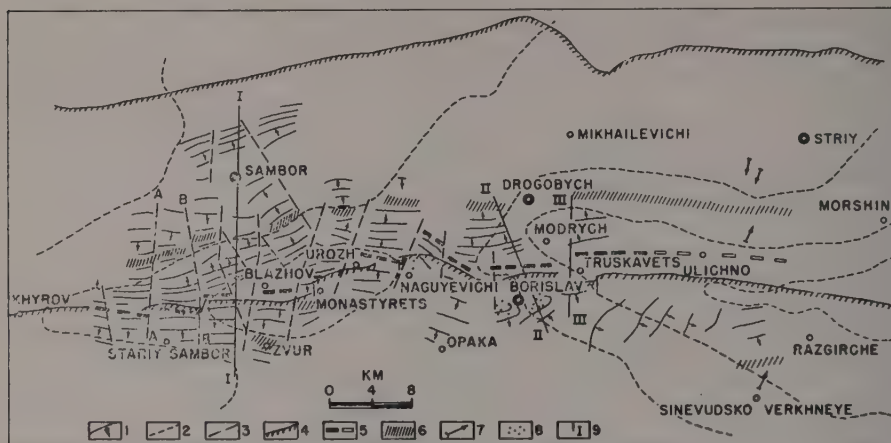 I
MIKHAILEVICHI
STRIY
SAMBOR
A
B
II
DROGOBYCH
III
MORSHIN
MODRYCH
UROZH
TRUSKAVETS
ULICHNO
BLAZHOV
NAGUYEVICHI
BORISLAV
KHYROV
MONASTYRETS
A
STARIY SAMBOR
ZVUR
OPAKA
II
III
RAZGIRCHE
I
KM
0 4 8
SINEVUDSKO VERKHNEYE
1 2 3 4 5 6 7 8 I 9